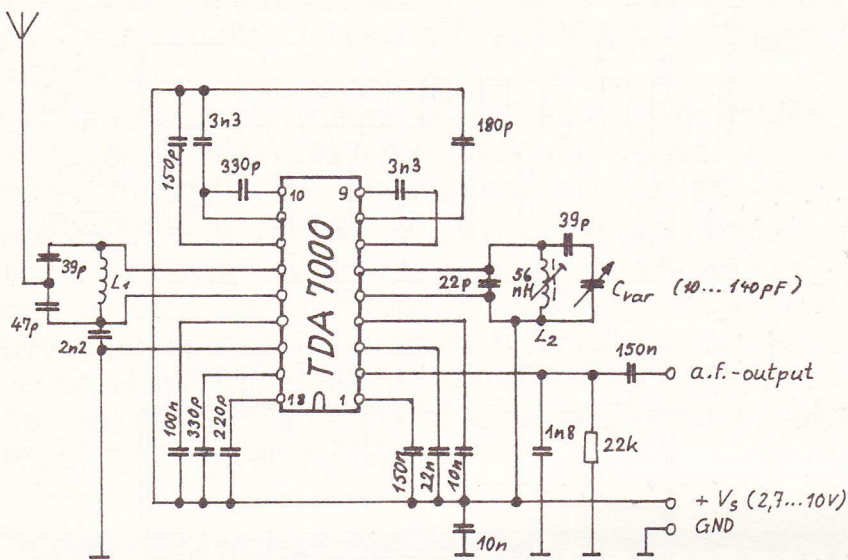 3n3
180p
150p
330p
3n3
10
9
39p
39p
L1
22p
56
nH
Cvar (10... 140pF)
47p
L2
2n2
TDA 7000
150n
a.f.-output
100n
330p
220p
18
1
150n
22n
10n
1n8
22k
+ Vs (2,7...10V)
GND
10n